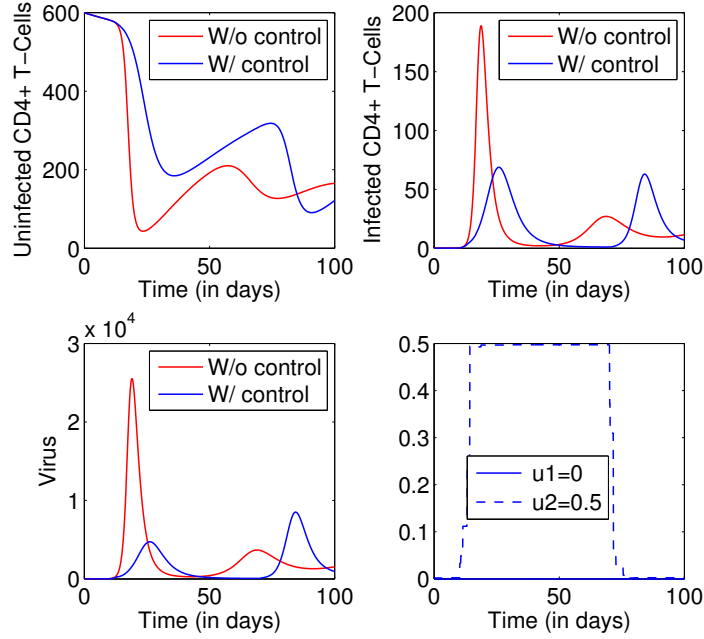 600
400
200
0
Uninfected CD4+ T-Cells
W/o control
W/ control
0 50 100
Time (in days)
200
150
100
50
0
Infected CD4+ T-Cells
W/o control
W/ control
0 50 100
Time (in days)
x 10^4
3
2
1
0
Virus
W/o control
W/ control
0 50 100
Time (in days)
0.5
0.4
0.3
0.2
0.1
0
u1=0
u2=0.5
0 50 100
Time (in days)